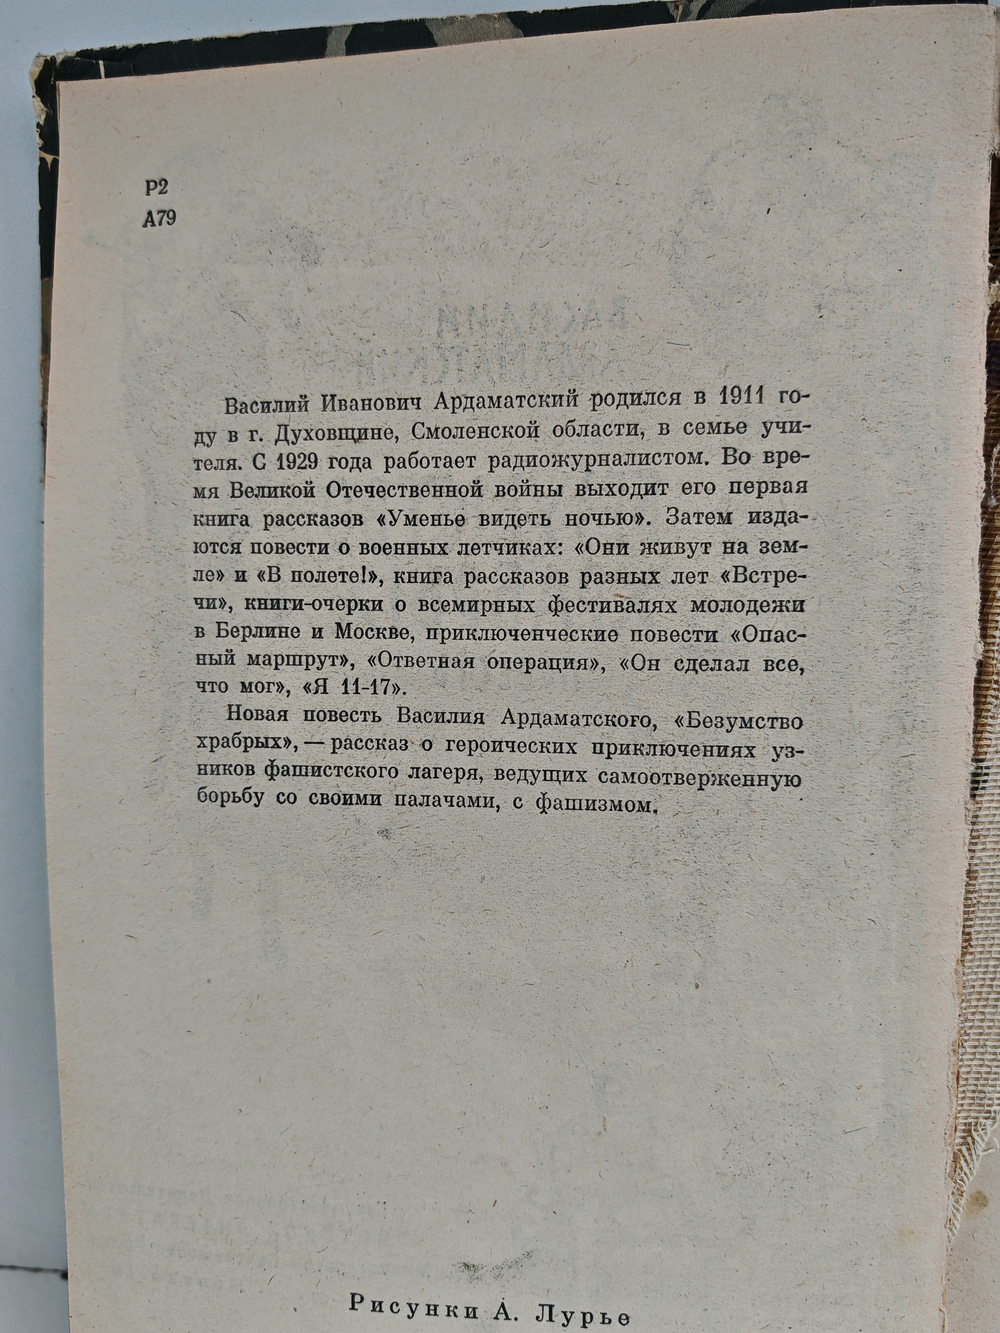 Р2
А79
Василий Иванович Ардаматский родился в 1911 го-
ду в г. Духовщине, Смоленской области, в семье учи-
теля. С 1929 года работает радиожурналистом. Во вре-
мя Великой Отечественной войны выходит его первая
книга рассказов «Уменье видеть ночью». Затем изда-
ются повести о военных летчиках: «Они живут на зем-
ле» и «В полете!», книга рассказов разных лет «Встре-
чи», книги-очерки о всемирных фестивалях молодежи
в Берлине и Москве, приключенческие повести «Опас-
ный маршрут», «Ответная операция», «Он сделал все,
что мог», «Я 11-17».
Новая повесть Василия Ардаматского, «Безумство
храбрых», — рассказ о героических приключениях уз-
ников фашистского лагеря, ведущих самоотверженную
борьбу со своими палачами, с фашизмом.
Рисунки А. Лурье